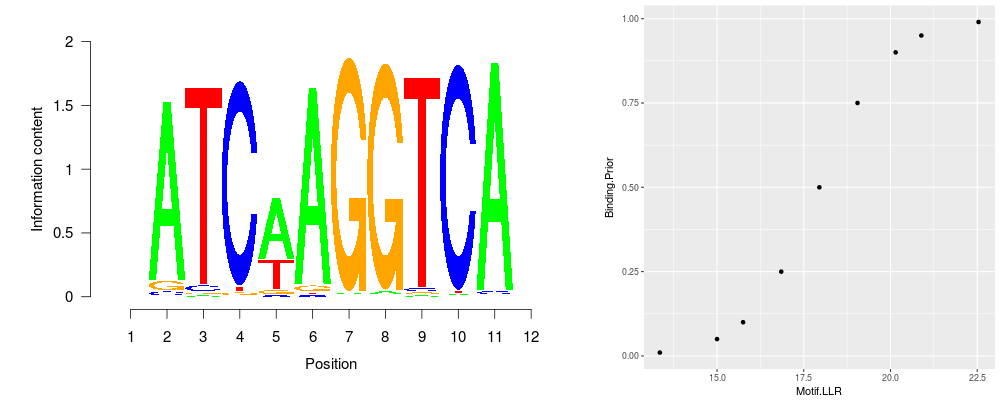 2
1.5
1
0.5
0
Information content
ATCAAGGTCA
T
1 2 3 4 5 6 7 8 9 10 11 12
Position
1.00
0.75
0.50
0.25
0.00
Binding.Prior
15.0 17.5 20.0 22.5
Motif.LLR